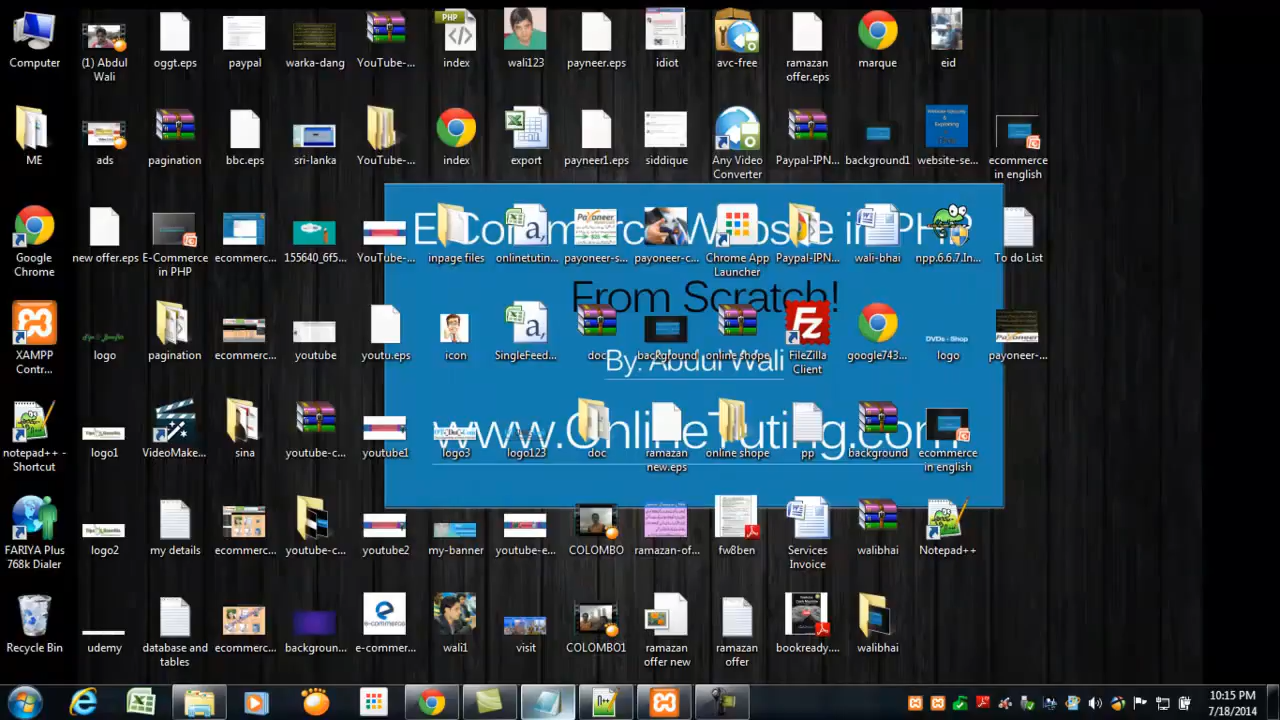 Computer
(1) Abdul Wali
oggt.eps
paypal
warka-dang
YouTube-...
index
wali123
payneer.eps
idiot
avc-free
ramazan offer.eps
marque
eid
ME
ads
pagination
bbc.eps
sri-lanka
YouTube-...
index
export
payneer1.eps
siddique
Any Video Converter
Paypal-IPN...
background1
website-se...
ecommerce in english
E-Commerce Website in PHP
From Scratch!
By: Abdul Wali
www.OnlineTuting.com
Google Chrome
new offer.eps
E-Commerce in PHP
ecommerc...
155640_6f5...
YouTube-...
inpage files
onlinetutin...
payoneer-s...
payoneer-c...
Chrome App Launcher
Paypal-IPN...
wali-bhai
npp.6.6.7.In...
To do List
XAMPP Contr...
logo
pagination
ecommerc...
youtube
youtu.eps
icon
SingleFeed...
doc
background
online shope
FileZilla Client
google743...
logo
payoneer-...
notepad++ - Shortcut
logo1
VideoMake...
sina
youtube-c...
youtube1
logo3
logo123
doc
ramazan new.eps
online shope
pp
background
ecommerce in english
FARIYA Plus 768k Dialer
logo2
my details
ecommerc...
youtube-c...
youtube2
my-banner
youtube-e...
COLOMBO
ramazan-of...
fw8ben
Services Invoice
walibhai
Notepad++
Recycle Bin
udemy
database and tables
ecommerc...
backgroun...
e-commer...
wali1
visit
COLOMBO1
ramazan offer new
ramazan offer
bookready....
walibhai
10:15 PM
7/18/2014